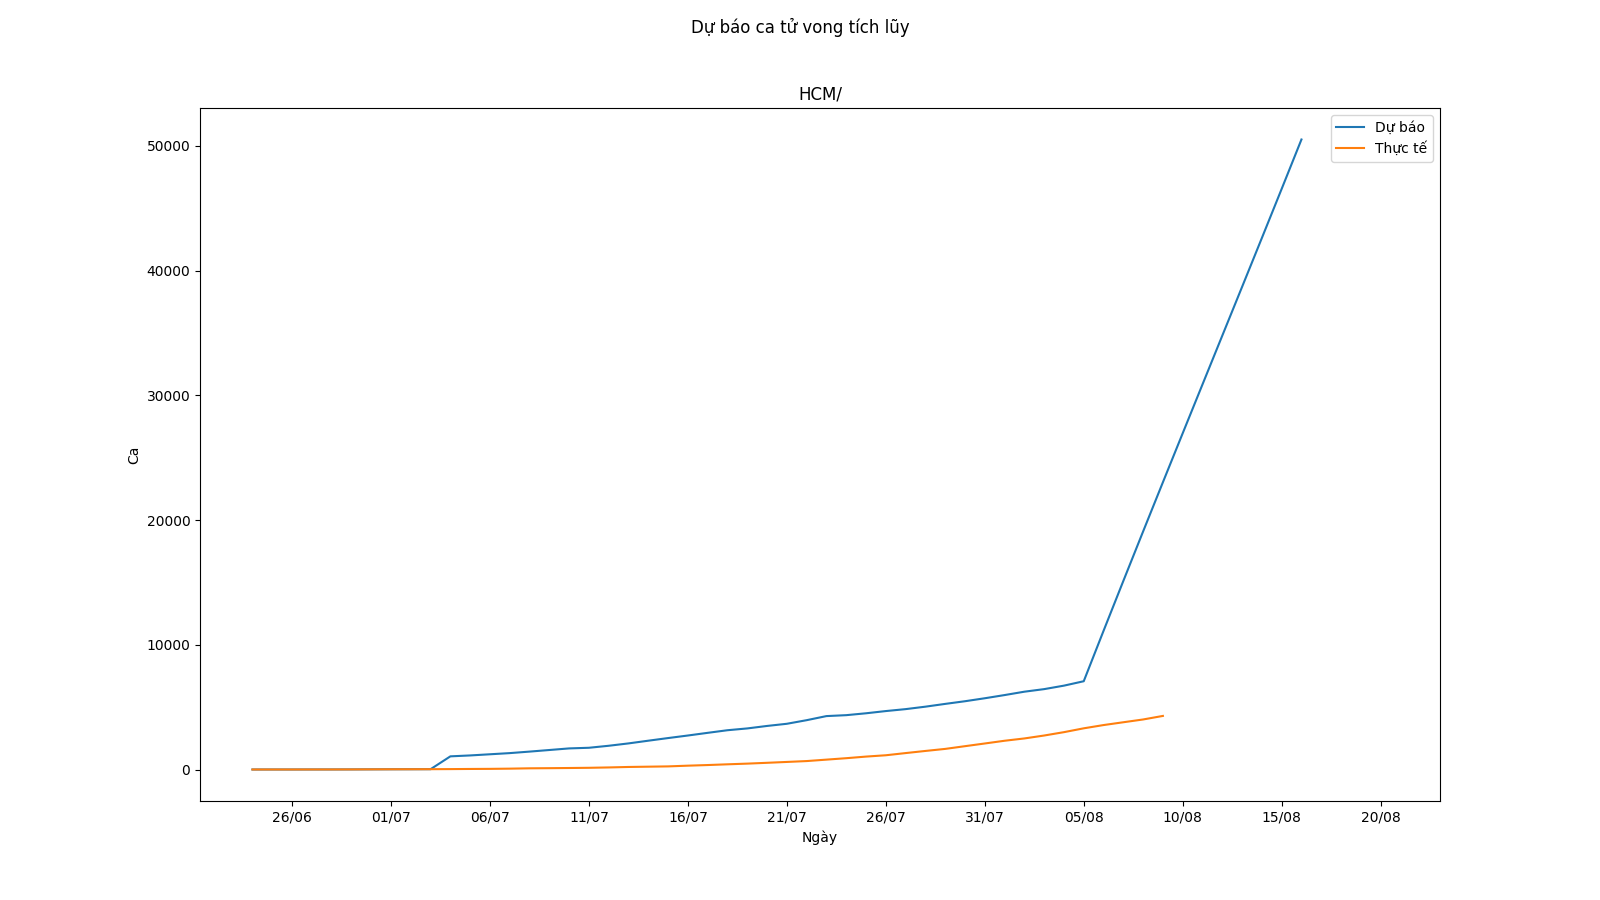 Dự báo ca tử vong tích lũy
HCM/
Dự báo
Thực tế
50000
40000
30000
20000
10000
0
Ca
26/06 01/07 06/07 11/07 16/07 21/07 26/07 31/07 05/08 10/08 15/08 20/08
Ngày